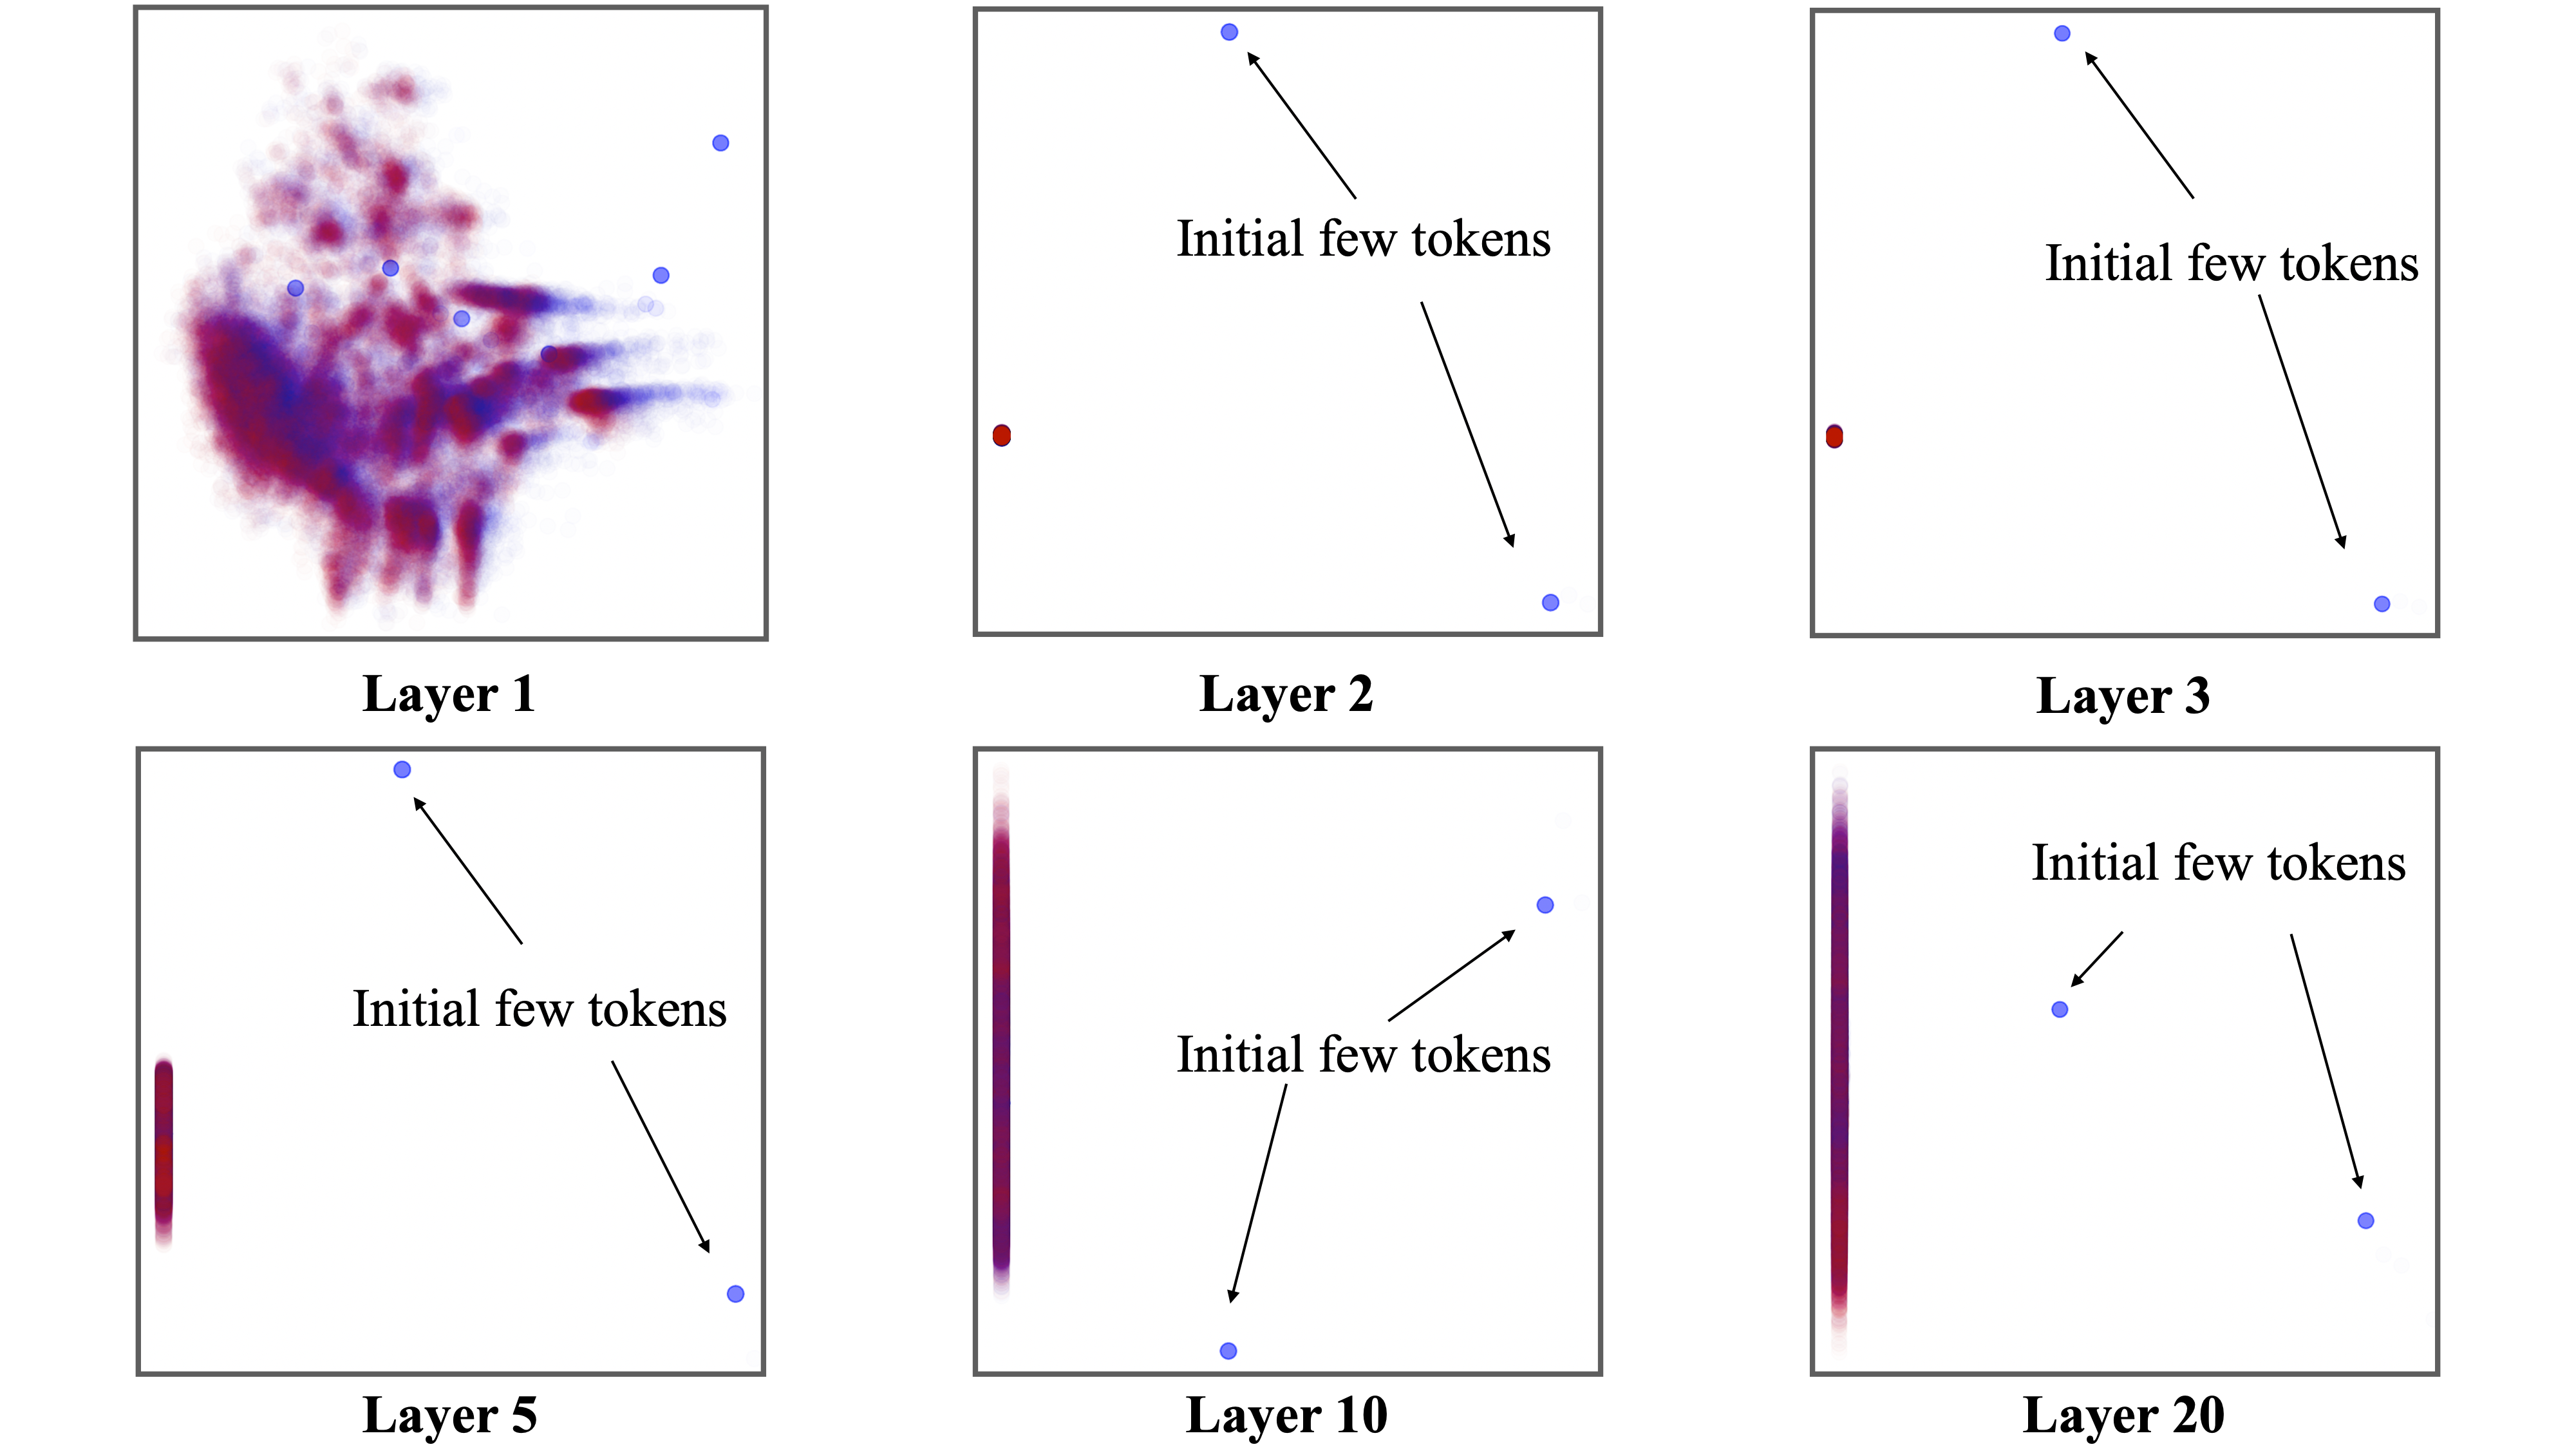 Initial few tokens
Initial few tokens
Layer 1
Layer 2
Layer 3
Initial few tokens
Initial few tokens
Initial few tokens
Layer 5
Layer 10
Layer 20